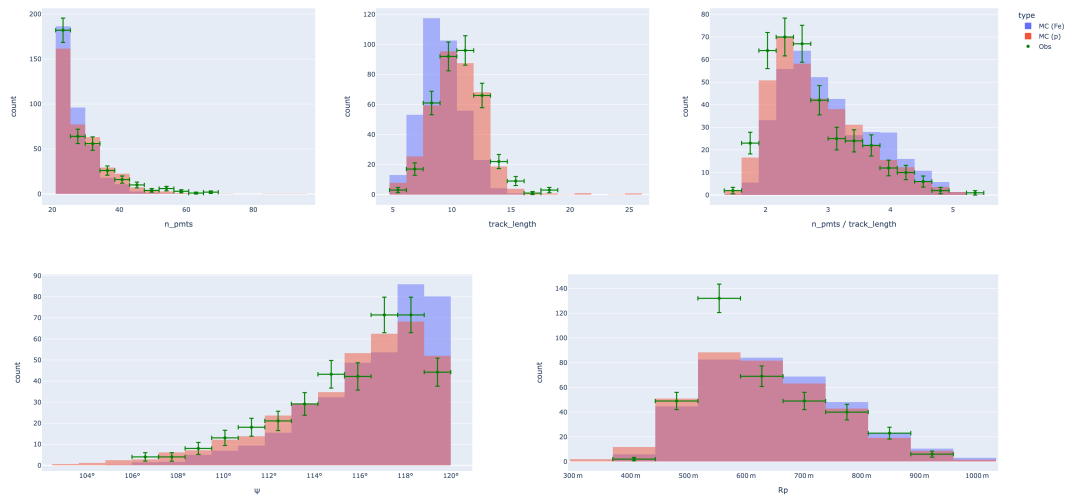 type
MC (Fe)
MC (p)
Obs
200
150
100
50
0
20
40
60
80
count
n_pmts
120
100
80
60
40
20
0
5
10
15
20
25
count
track_length
80
70
60
50
40
30
20
10
0
2
3
4
5
count
n_pmts / track_length
90
80
70
60
50
40
30
20
10
0
104°
106°
108°
110°
112°
114°
116°
118°
120°
count
ψ
140
120
100
80
60
40
20
0
300 m
400 m
500 m
600 m
700 m
800 m
900 m
1000 m
count
Rp